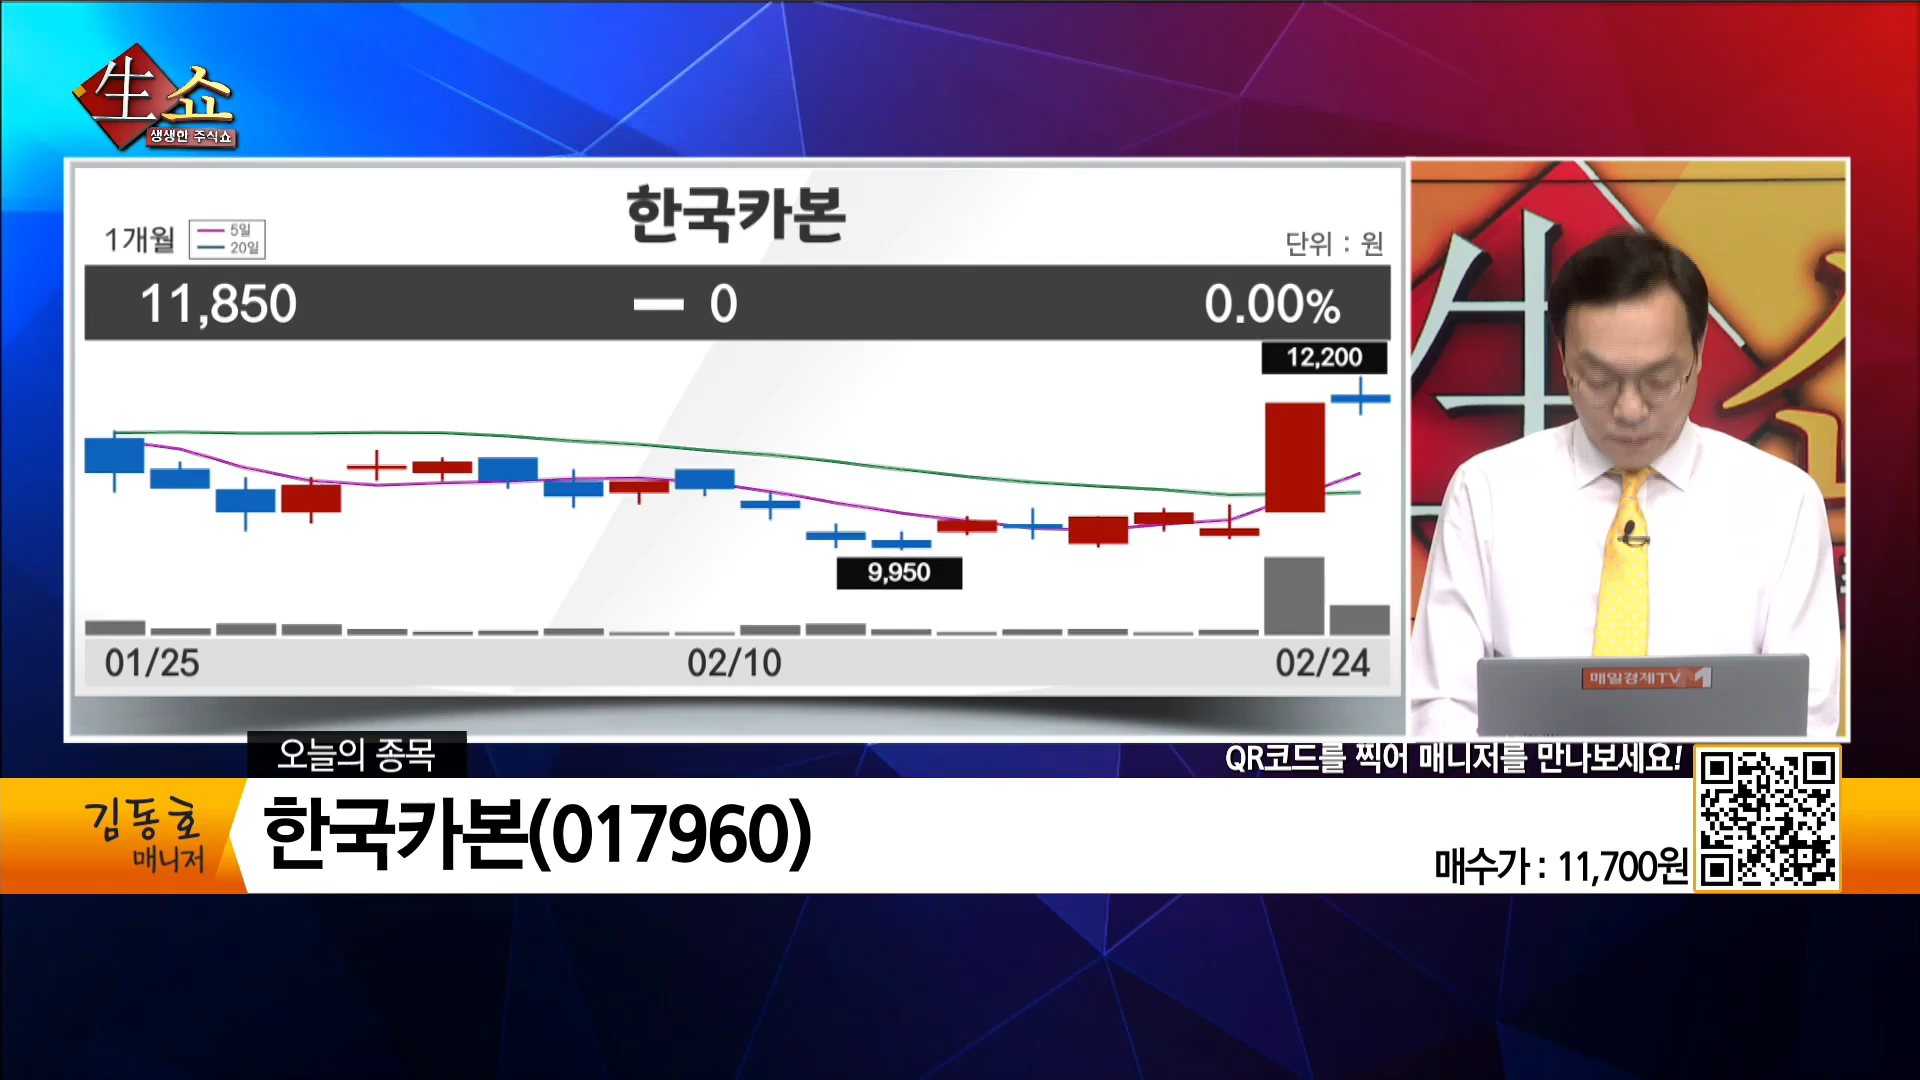 生쇼
생생한 주식쇼
한국카본
1개월
5일
20일
단위 : 원
11,850 0 0.00%
12,200
9,950
01/25 02/10 02/24
生쇼
매일경제TV 1
오늘의 종목
QR코드를 찍어 매니저를 만나보세요!
김동호
매니저
한국카본(017960)
매수가 : 11,700원